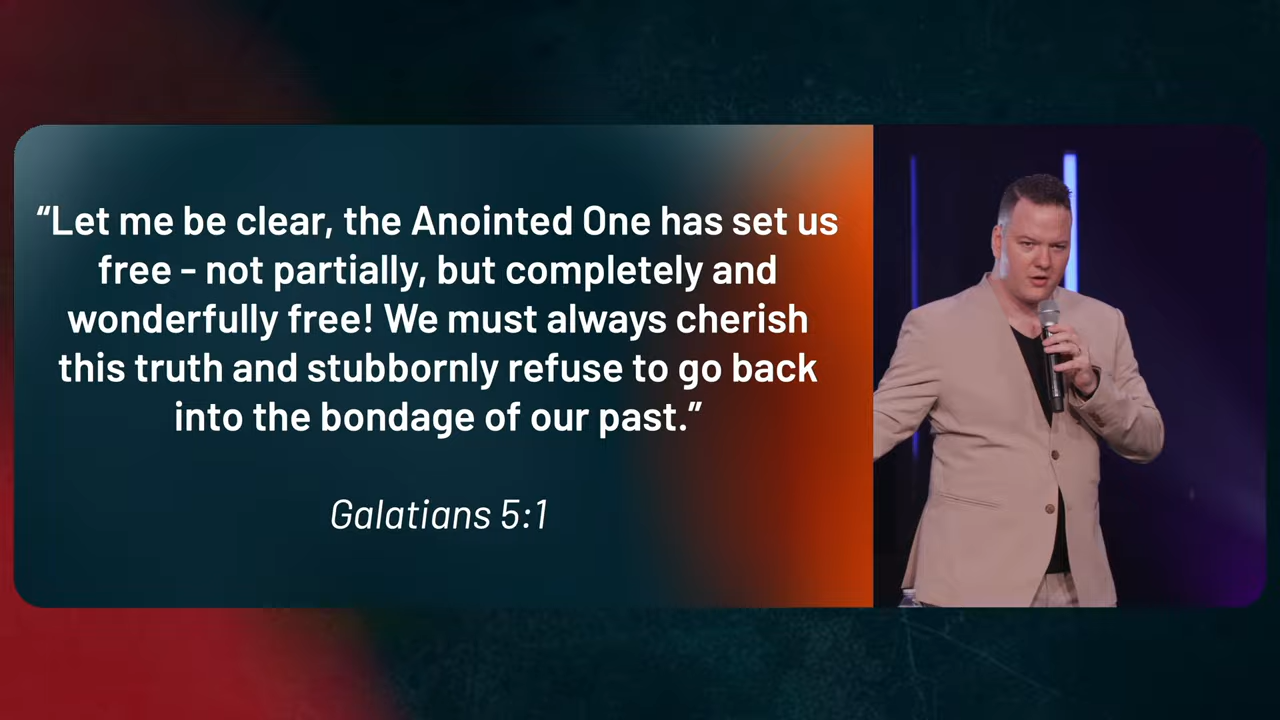 “Let me be clear, the Anointed One has set us
free - not partially, but completely and
wonderfully free! We must always cherish
this truth and stubbornly refuse to go back
into the bondage of our past.”
Galatians 5:1